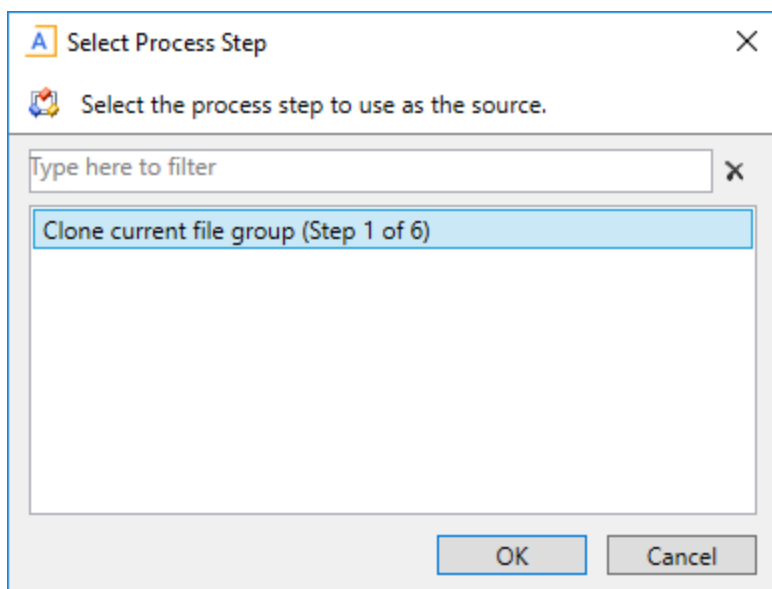 A Select Process Step
Select the process step to use as the source.
Type here to filter
Clone current file group (Step 1 of 6)
OK Cancel